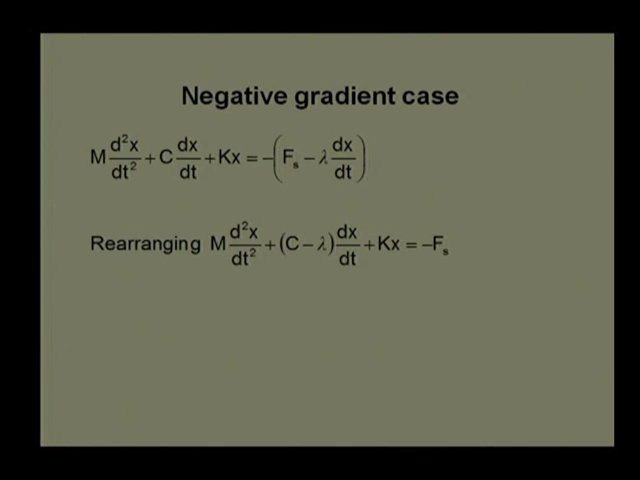 Negative gradient case
M d²x/dt² + C dx/dt + Kx = −(Fₛ − λ dx/dt)
Rearranging M d²x/dt² + (C − λ) dx/dt + Kx = −Fₛ